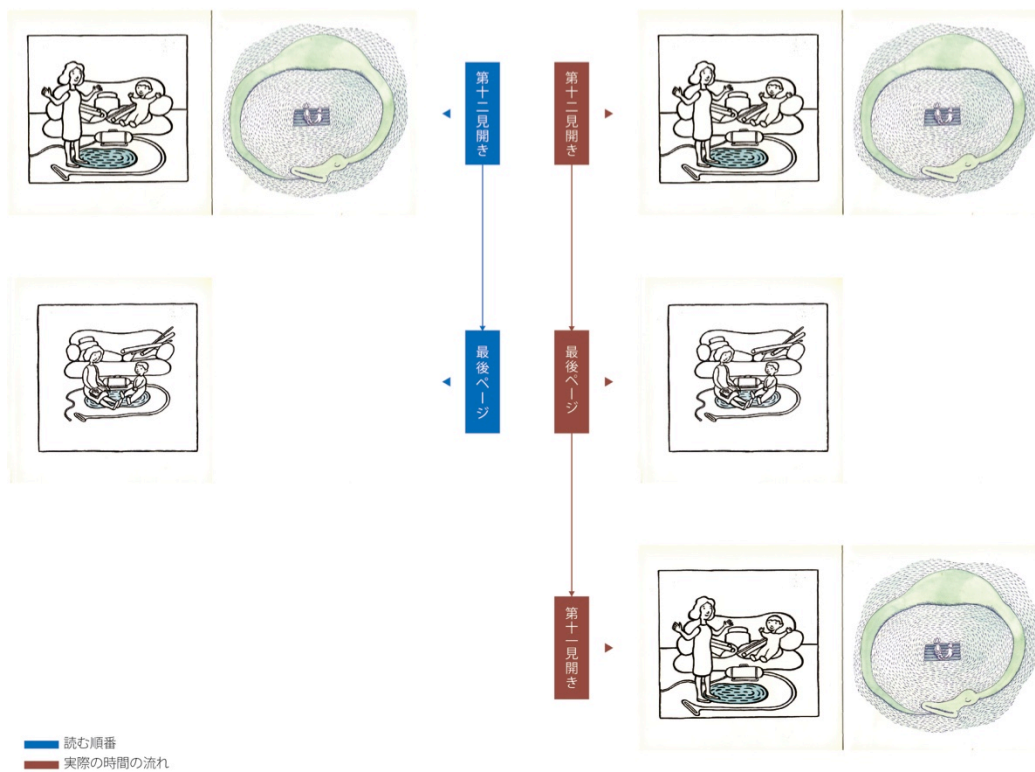 第十二見開き
最後ページ
第十二見開き
最後ページ
第十一見開き
読む順番
実際の時間の流れ